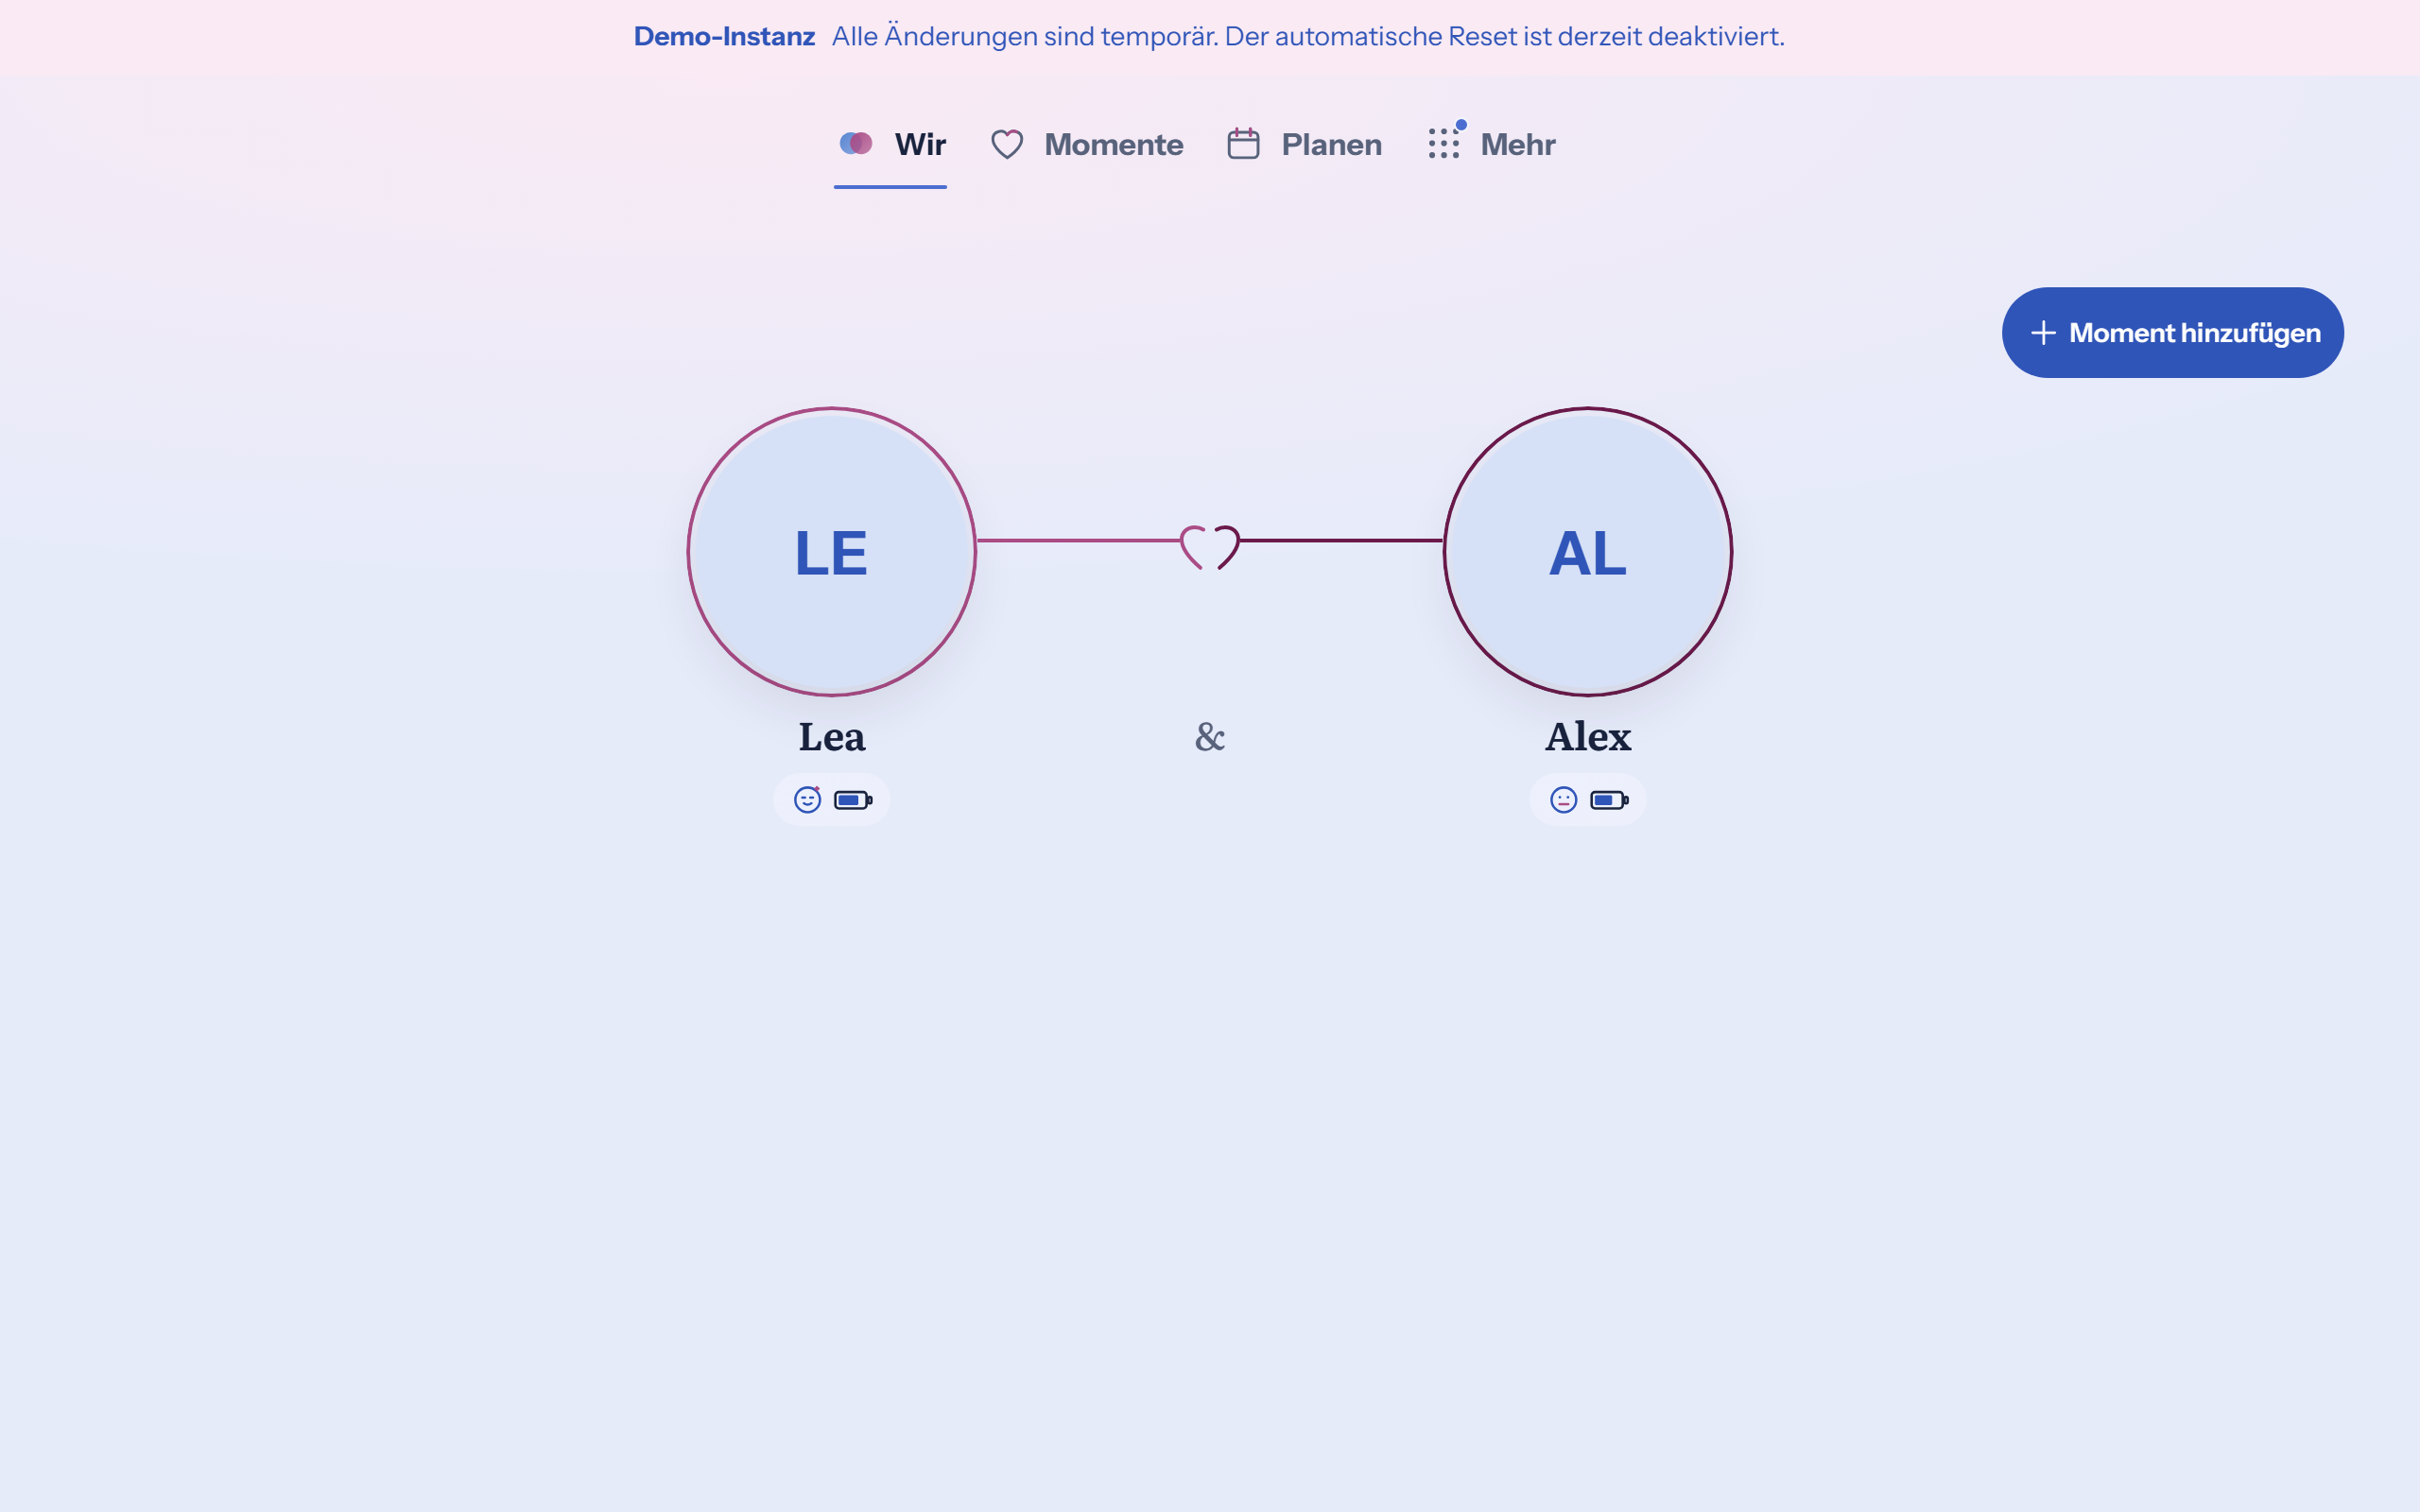 Demo-Instanz Alle Änderungen sind temporär. Der automatische Reset ist derzeit deaktiviert.
Wir Momente Planen Mehr
Moment hinzufügen
LE AL
Lea & Alex